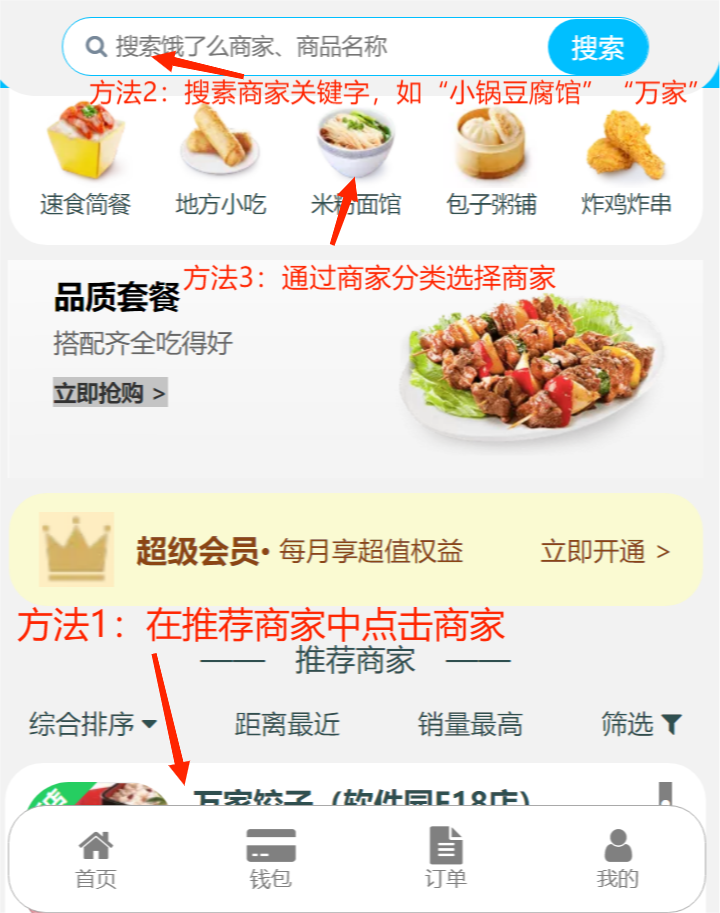 搜索饿了么商家、商品名称
搜索
方法2：搜素商家关键字，如“小锅豆腐馆”“万家”
速食简餐
地方小吃
米粉面馆
包子粥铺
炸鸡炸串
方法3：通过商家分类选择商家
品质套餐
搭配齐全吃得好
立即抢购 >
超级会员• 每月享超值权益
立即开通 >
方法1：在推荐商家中点击商家
—— 推荐商家 ——
综合排序
距离最近
销量最高
筛选
万家饺子（软件园E18店）
首页
钱包
订单
我的